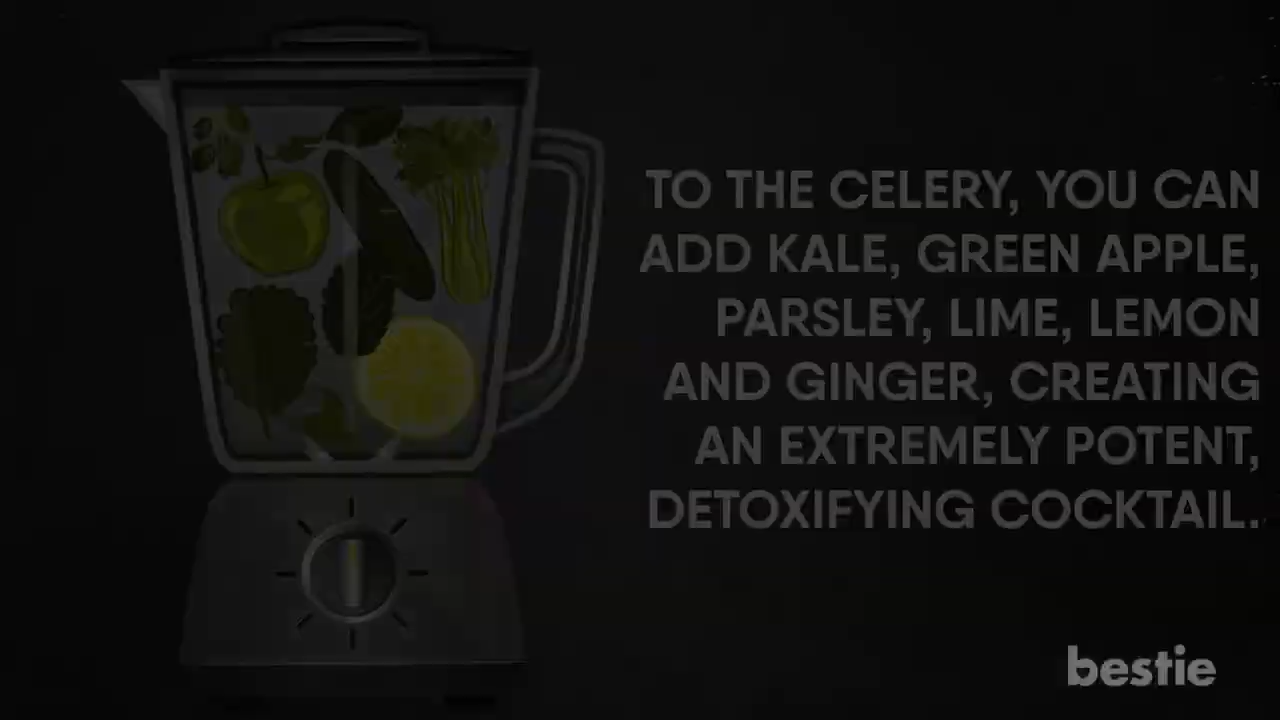 TO THE CELERY, YOU CAN
ADD KALE, GREEN APPLE,
PARSLEY, LIME, LEMON
AND GINGER, CREATING
AN EXTREMELY POTENT,
DETOXIFYING COCKTAIL.
bestie